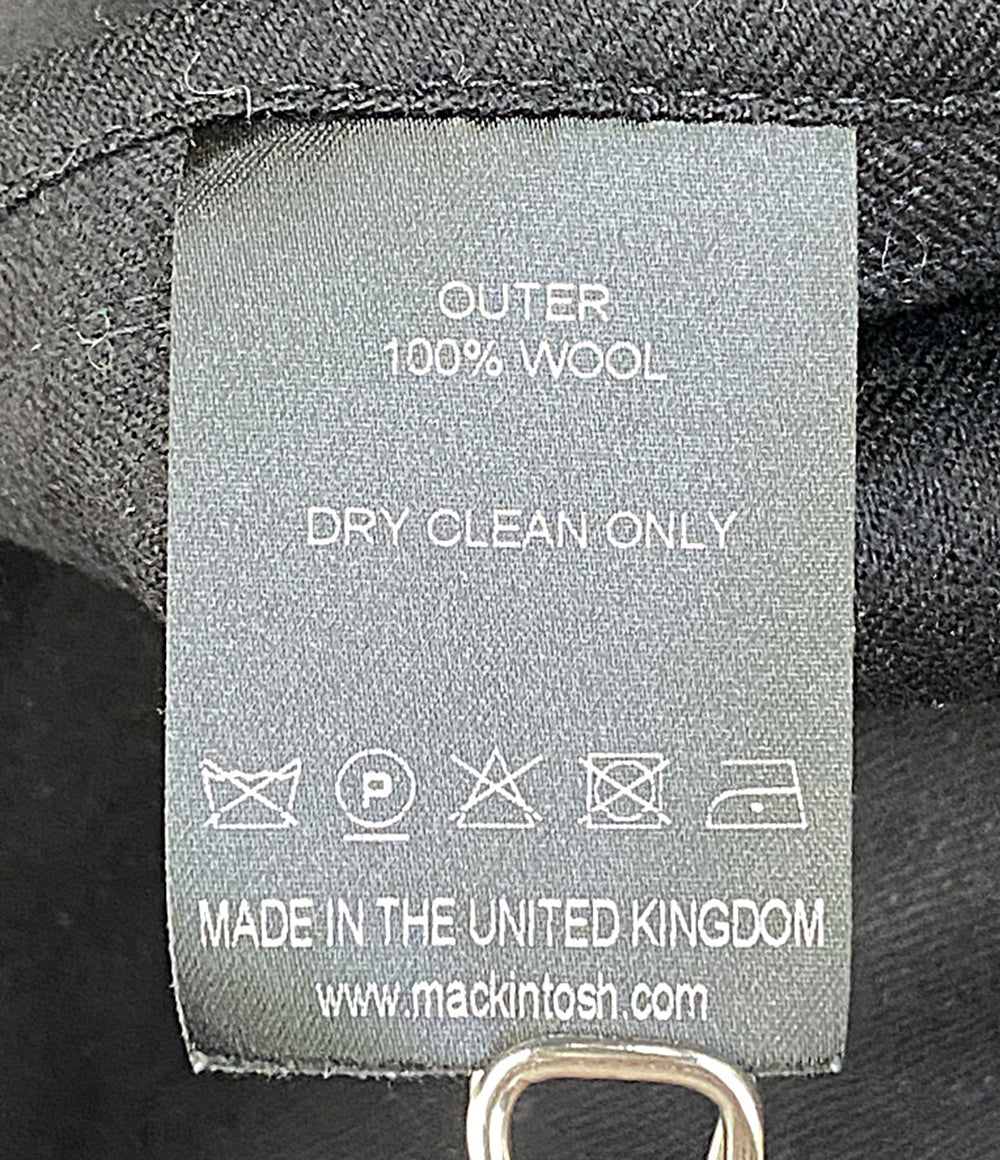 OUTER
100% WOOL
DRY CLEAN ONLY
P
MADE IN THE UNITED KINGDOM
www.mackintosh.com